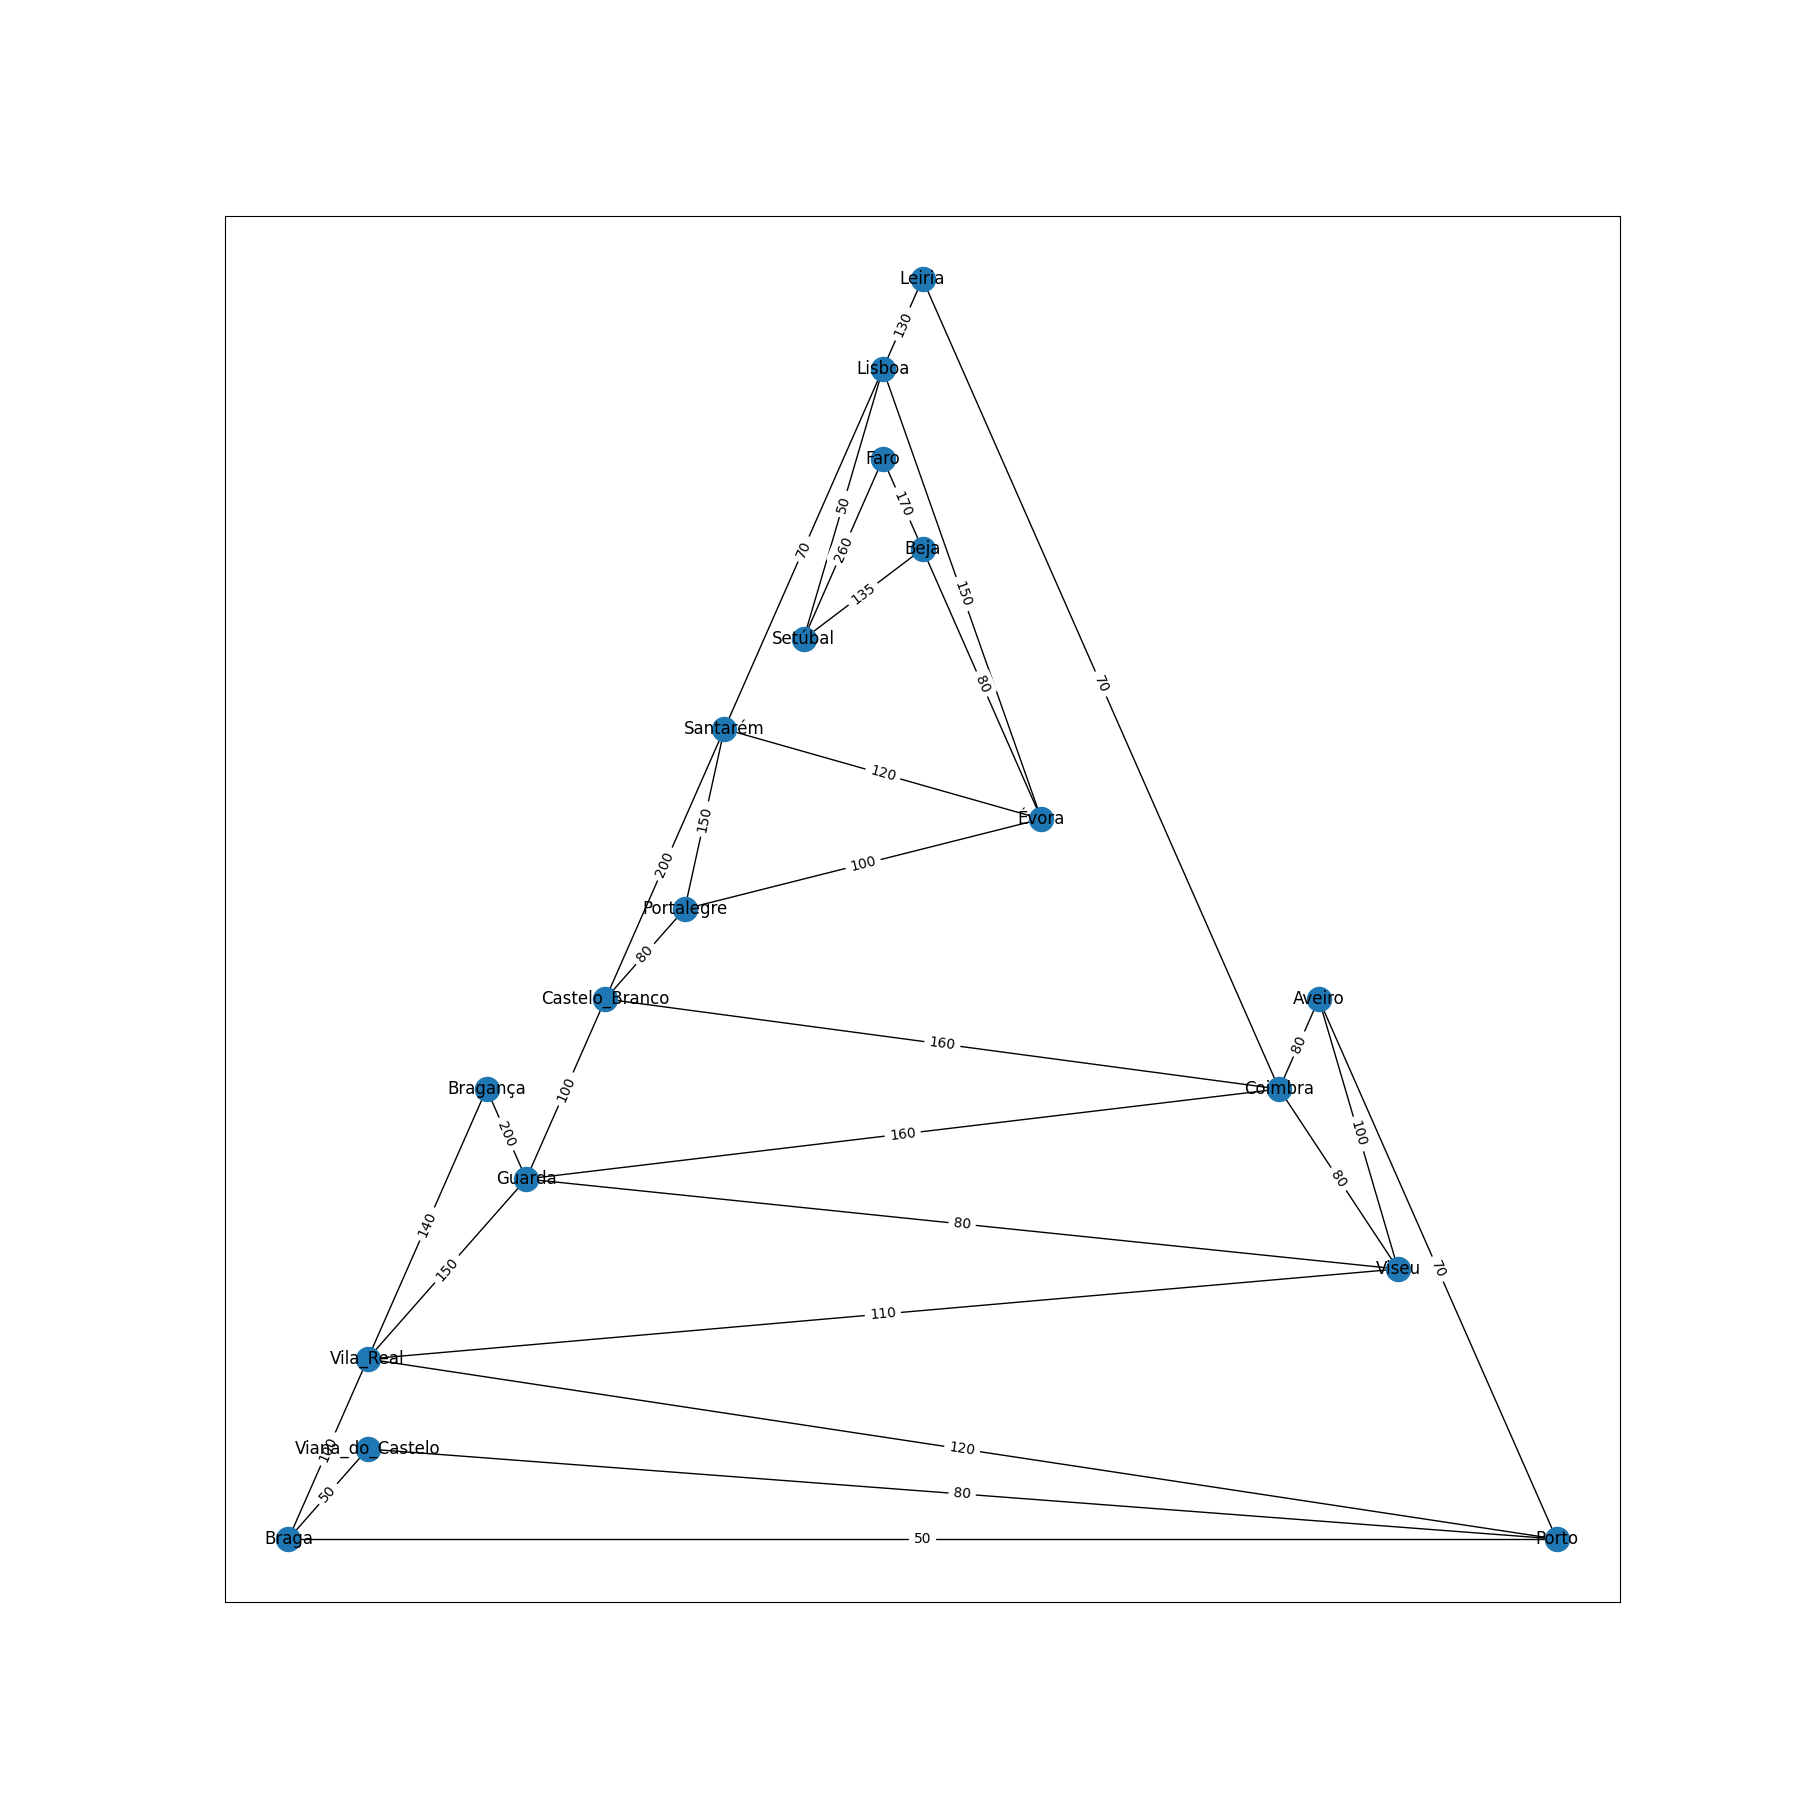 Leiria
130
Lisboa
Faro
170
50
260
70
Beja
135
150
Setúbal
80
70
Santarém
120
150
Évora
200
100
Portalegre
80
Castelo_Branco
Aveiro
160
80
Bragança
100
Coimbra
200
160
100
Guarda
80
140
80
150
Viseu
70
110
Vila_Real
Viana_do_Castelo
120
50
80
Braga
50
Porto